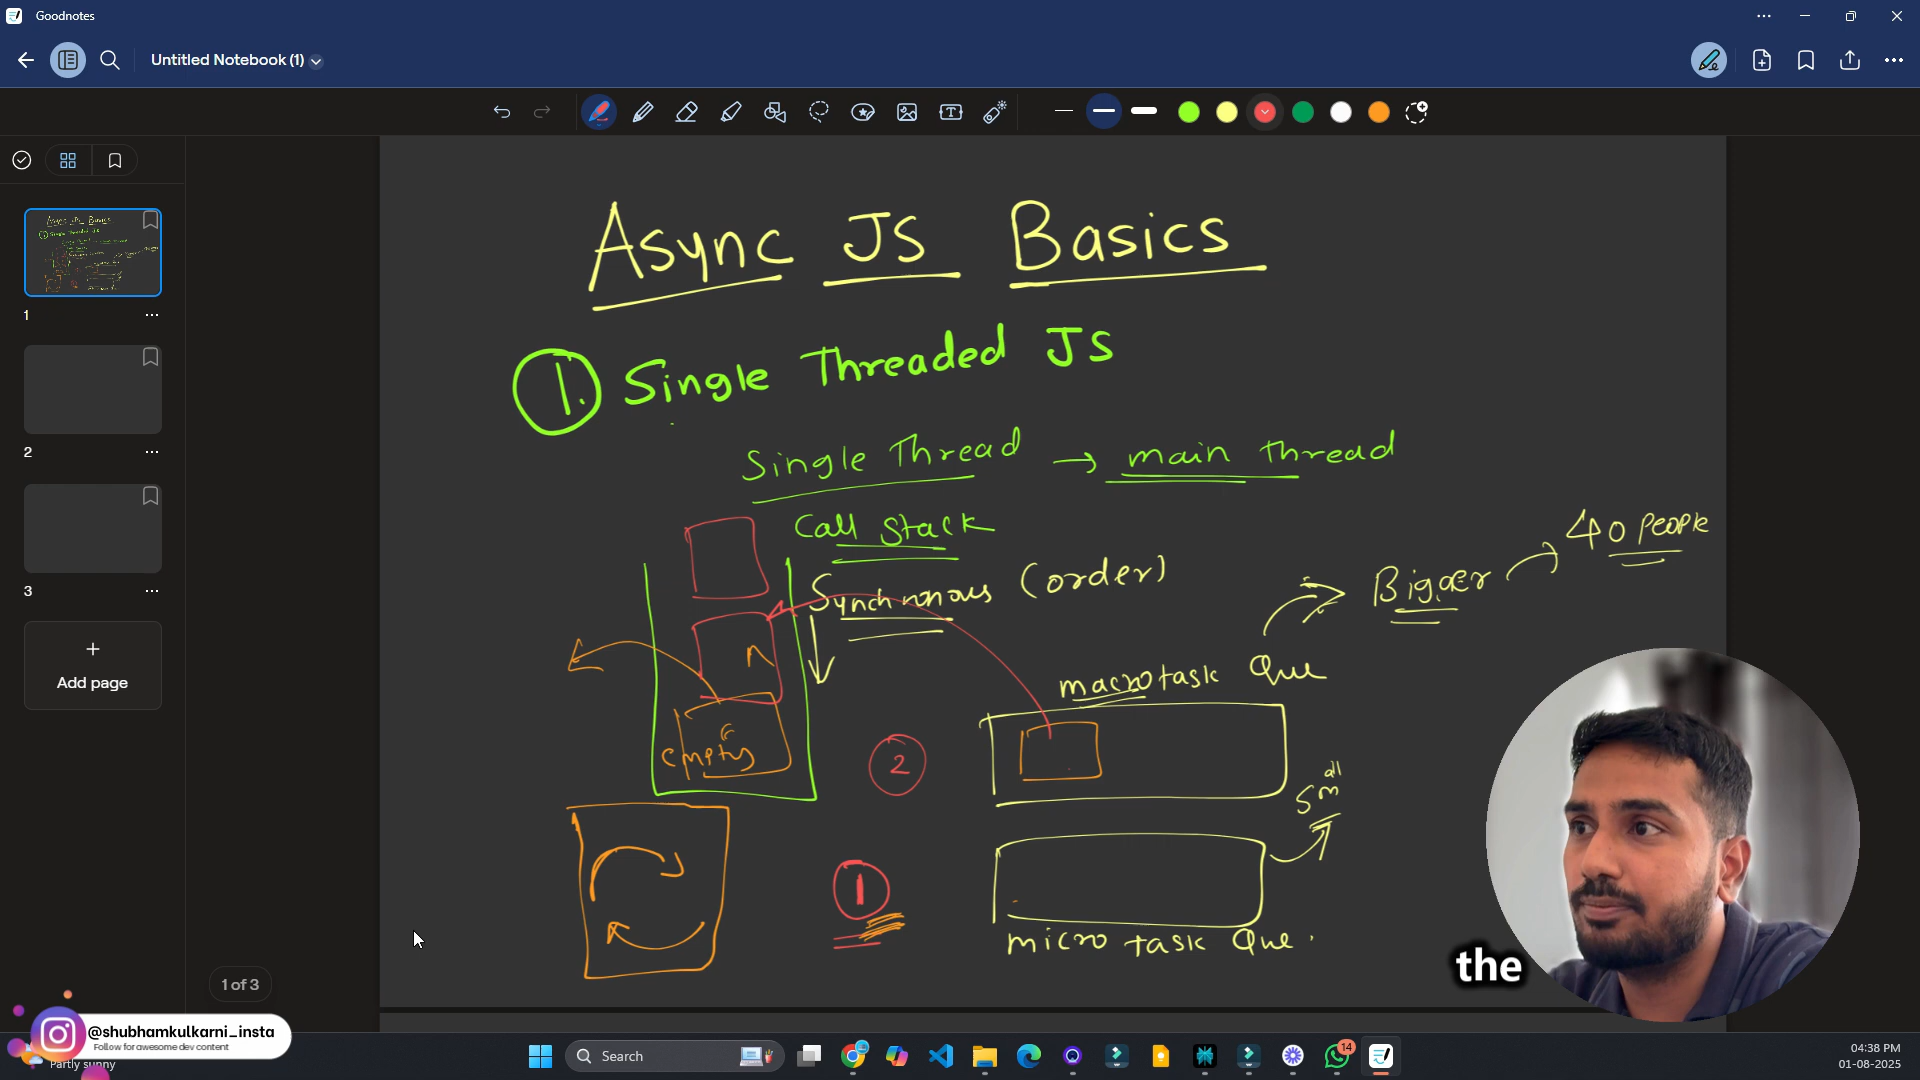 Goodnotes
Untitled Notebook (1)
Async JS Basics
1. Single Threaded JS
Single Thread → main thread
Call Stack
Synchronous (order)
Bigger
40 people
macrotask Que
empty
2
small
1
micro task Que.
1
2
3
+
Add page
1 of 3
the
@shubhamkulkarni_insta
Follow for awesome dev content
Partly sunny
Search
14
04:38 PM
01-08-2025